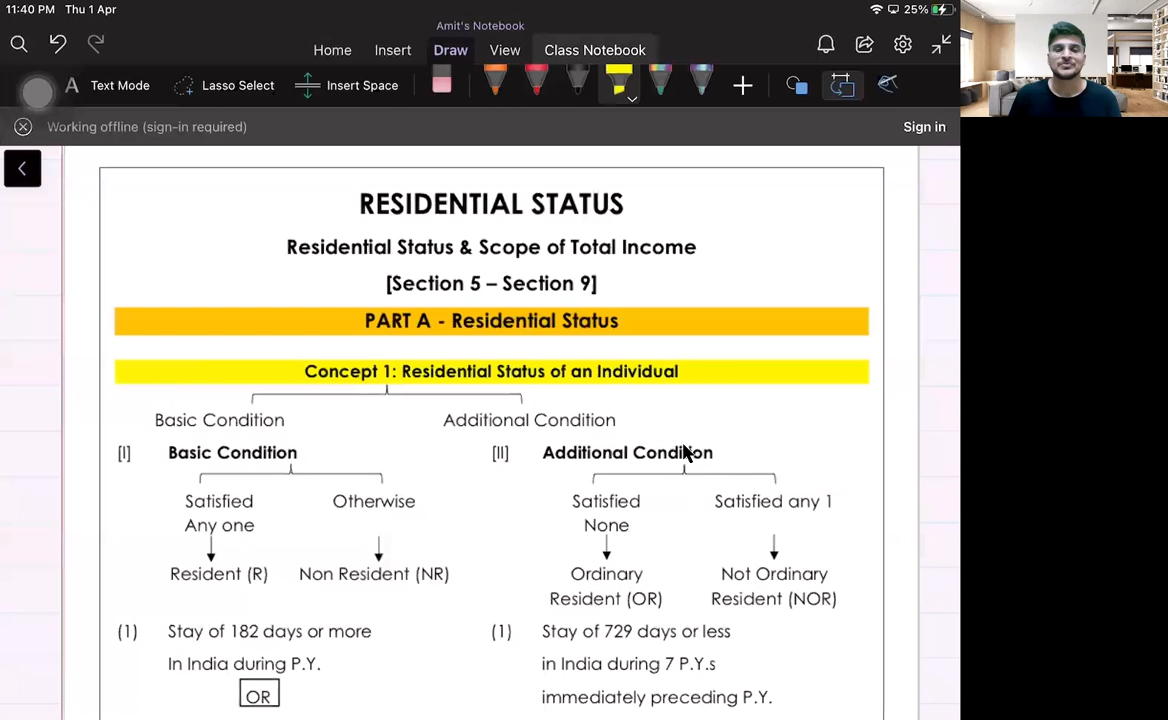 11:40 PM Thu 1 Apr
25%
Amit's Notebook
Home Insert Draw View Class Notebook
Text Mode Lasso Select Insert Space
Working offline (sign-in required) Sign in
RESIDENTIAL STATUS
Residential Status & Scope of Total Income
[Section 5 – Section 9]
PART A - Residential Status
Concept 1: Residential Status of an Individual
Basic Condition Additional Condition
[I] Basic Condition
Satisfied Otherwise
Any one
Resident (R) Non Resident (NR)
(1) Stay of 182 days or more
In India during P.Y.
OR
[II] Additional Condition
Satisfied Satisfied any 1
None
Ordinary Not Ordinary
Resident (OR) Resident (NOR)
(1) Stay of 729 days or less
in India during 7 P.Y.s
immediately preceding P.Y.